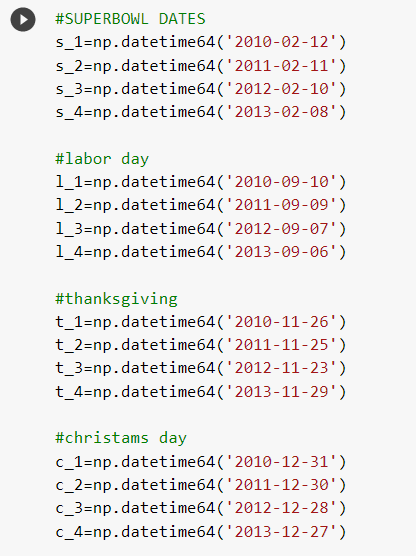 #SUPERBOWL DATES
s_1=np.datetime64('2010-02-12')
s_2=np.datetime64('2011-02-11')
s_3=np.datetime64('2012-02-10')
s_4=np.datetime64('2013-02-08')

#labor day
l_1=np.datetime64('2010-09-10')
l_2=np.datetime64('2011-09-09')
l_3=np.datetime64('2012-09-07')
l_4=np.datetime64('2013-09-06')

#thanksgiving
t_1=np.datetime64('2010-11-26')
t_2=np.datetime64('2011-11-25')
t_3=np.datetime64('2012-11-23')
t_4=np.datetime64('2013-11-29')

#christams day
c_1=np.datetime64('2010-12-31')
c_2=np.datetime64('2011-12-30')
c_3=np.datetime64('2012-12-28')
c_4=np.datetime64('2013-12-27')